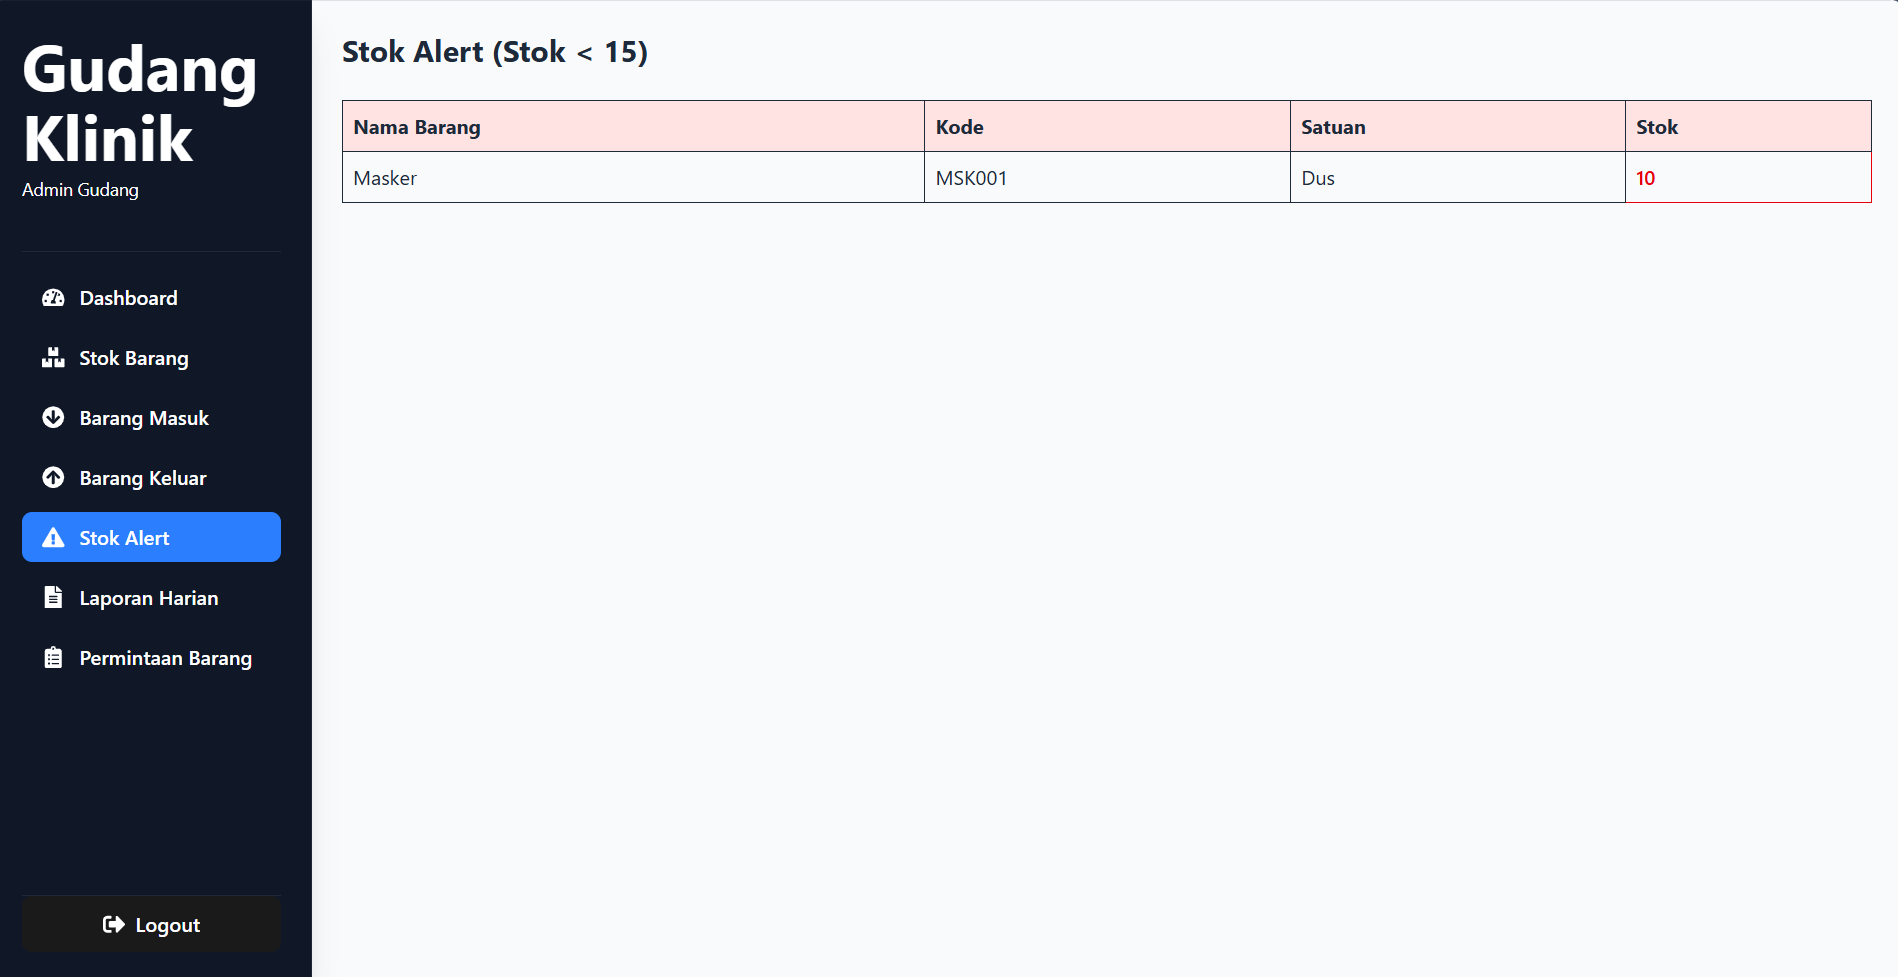 Gudang
Klinik
Admin Gudang
Dashboard
Stok Barang
Barang Masuk
Barang Keluar
Stok Alert
Laporan Harian
Permintaan Barang
Logout
Stok Alert (Stok < 15)
Nama Barang Kode Satuan Stok
Masker MSK001 Dus 10